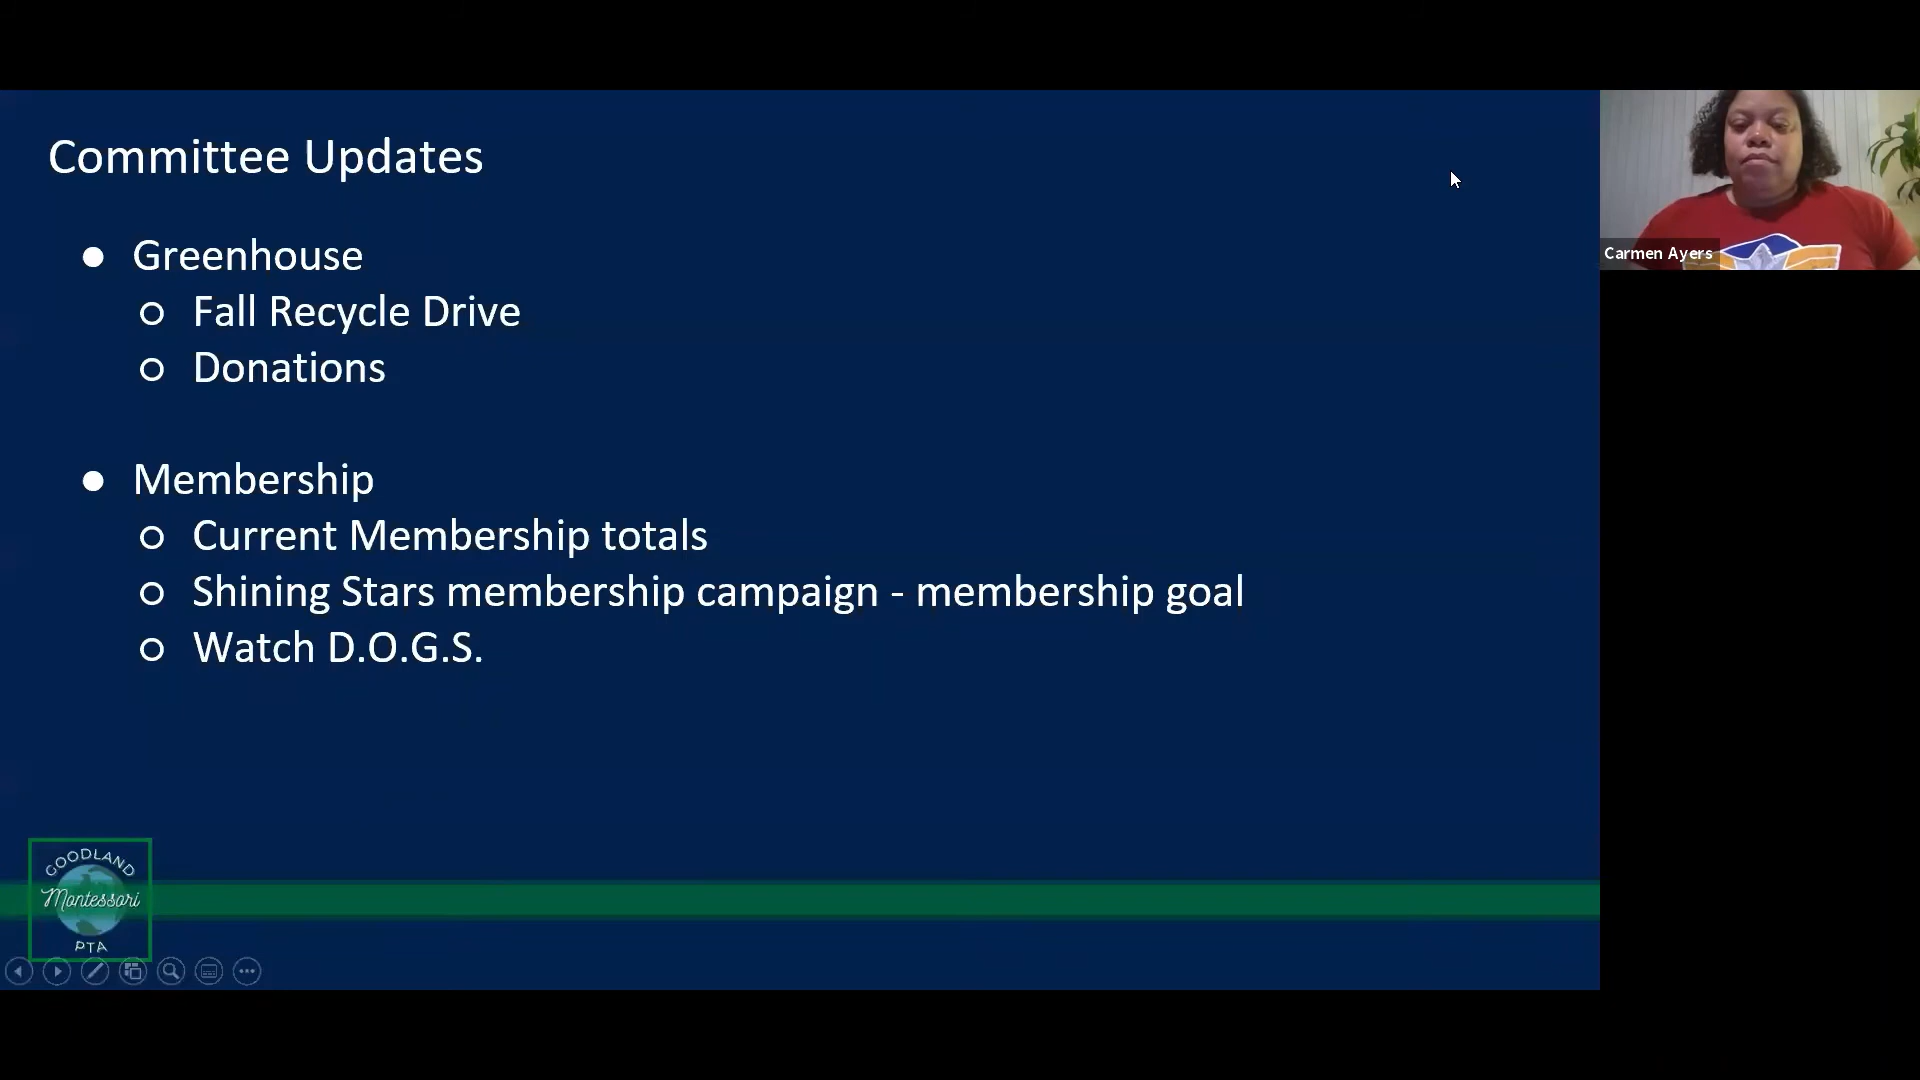 Committee Updates
Greenhouse
Fall Recycle Drive
Donations
Membership
Current Membership totals
Shining Stars membership campaign - membership goal
Watch D.O.G.S.
GOODLAND
Montessori
PTA
Carmen Ayers